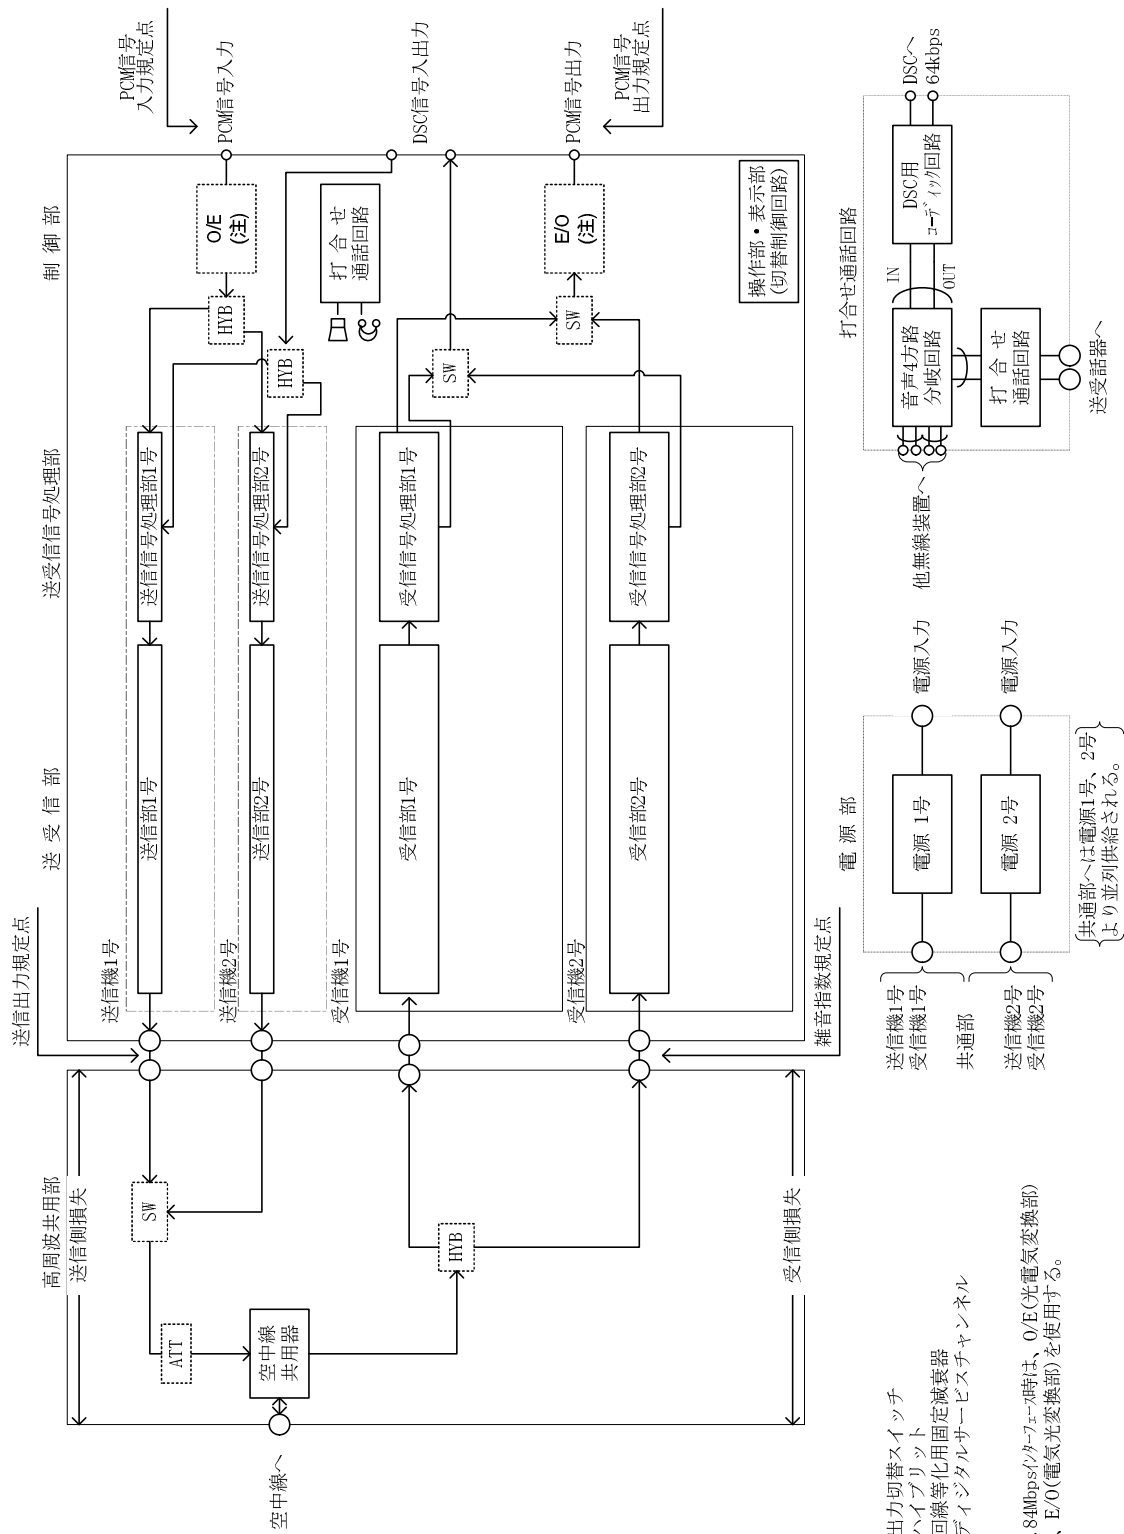 高周波共用部
送信側損失
空中線へ
空中線
共用器
ATT
SW
HYB
受信側損失
送信出力規定点
雑音指数規定点
送受信部
送受信信号処理部
制御部
送信機1号
送信部1号
送信信号処理部1号
送信機2号
送信部2号
送信信号処理部2号
受信機1号
受信部1号
受信信号処理部1号
受信機2号
受信部2号
受信信号処理部2号
HYB
HYB
O/E
(注)
打合せ
通話回路
SW
SW
E/O
(注)
操作部・表示部
(切替制御回路)
PCM信号
入力規定点
PCM信号入力
DSC信号入出力
PCM信号出力
PCM信号
出力規定点
出力切替スイッチ
ハイブリット
回線等化用固定減衰器
ディジタルサービスチャンネル
.84Mbpsインターフェース時は、O/E(光電気変換部)
、E/O(電気光変換部)を使用する。
電源部
送信機1号
受信機1号
共通部
送信機2号
受信機2号
電源 1号
電源 2号
電源入力
電源入力
共通部へは電源1号、2号
より並列供給される。
打合せ通話回路
他無線装置へ
音声4方路
分岐回路
IN
OUT
DSC用
コーディック回路
DSCへ
64kbps
打合せ
通話回路
送受話器へ